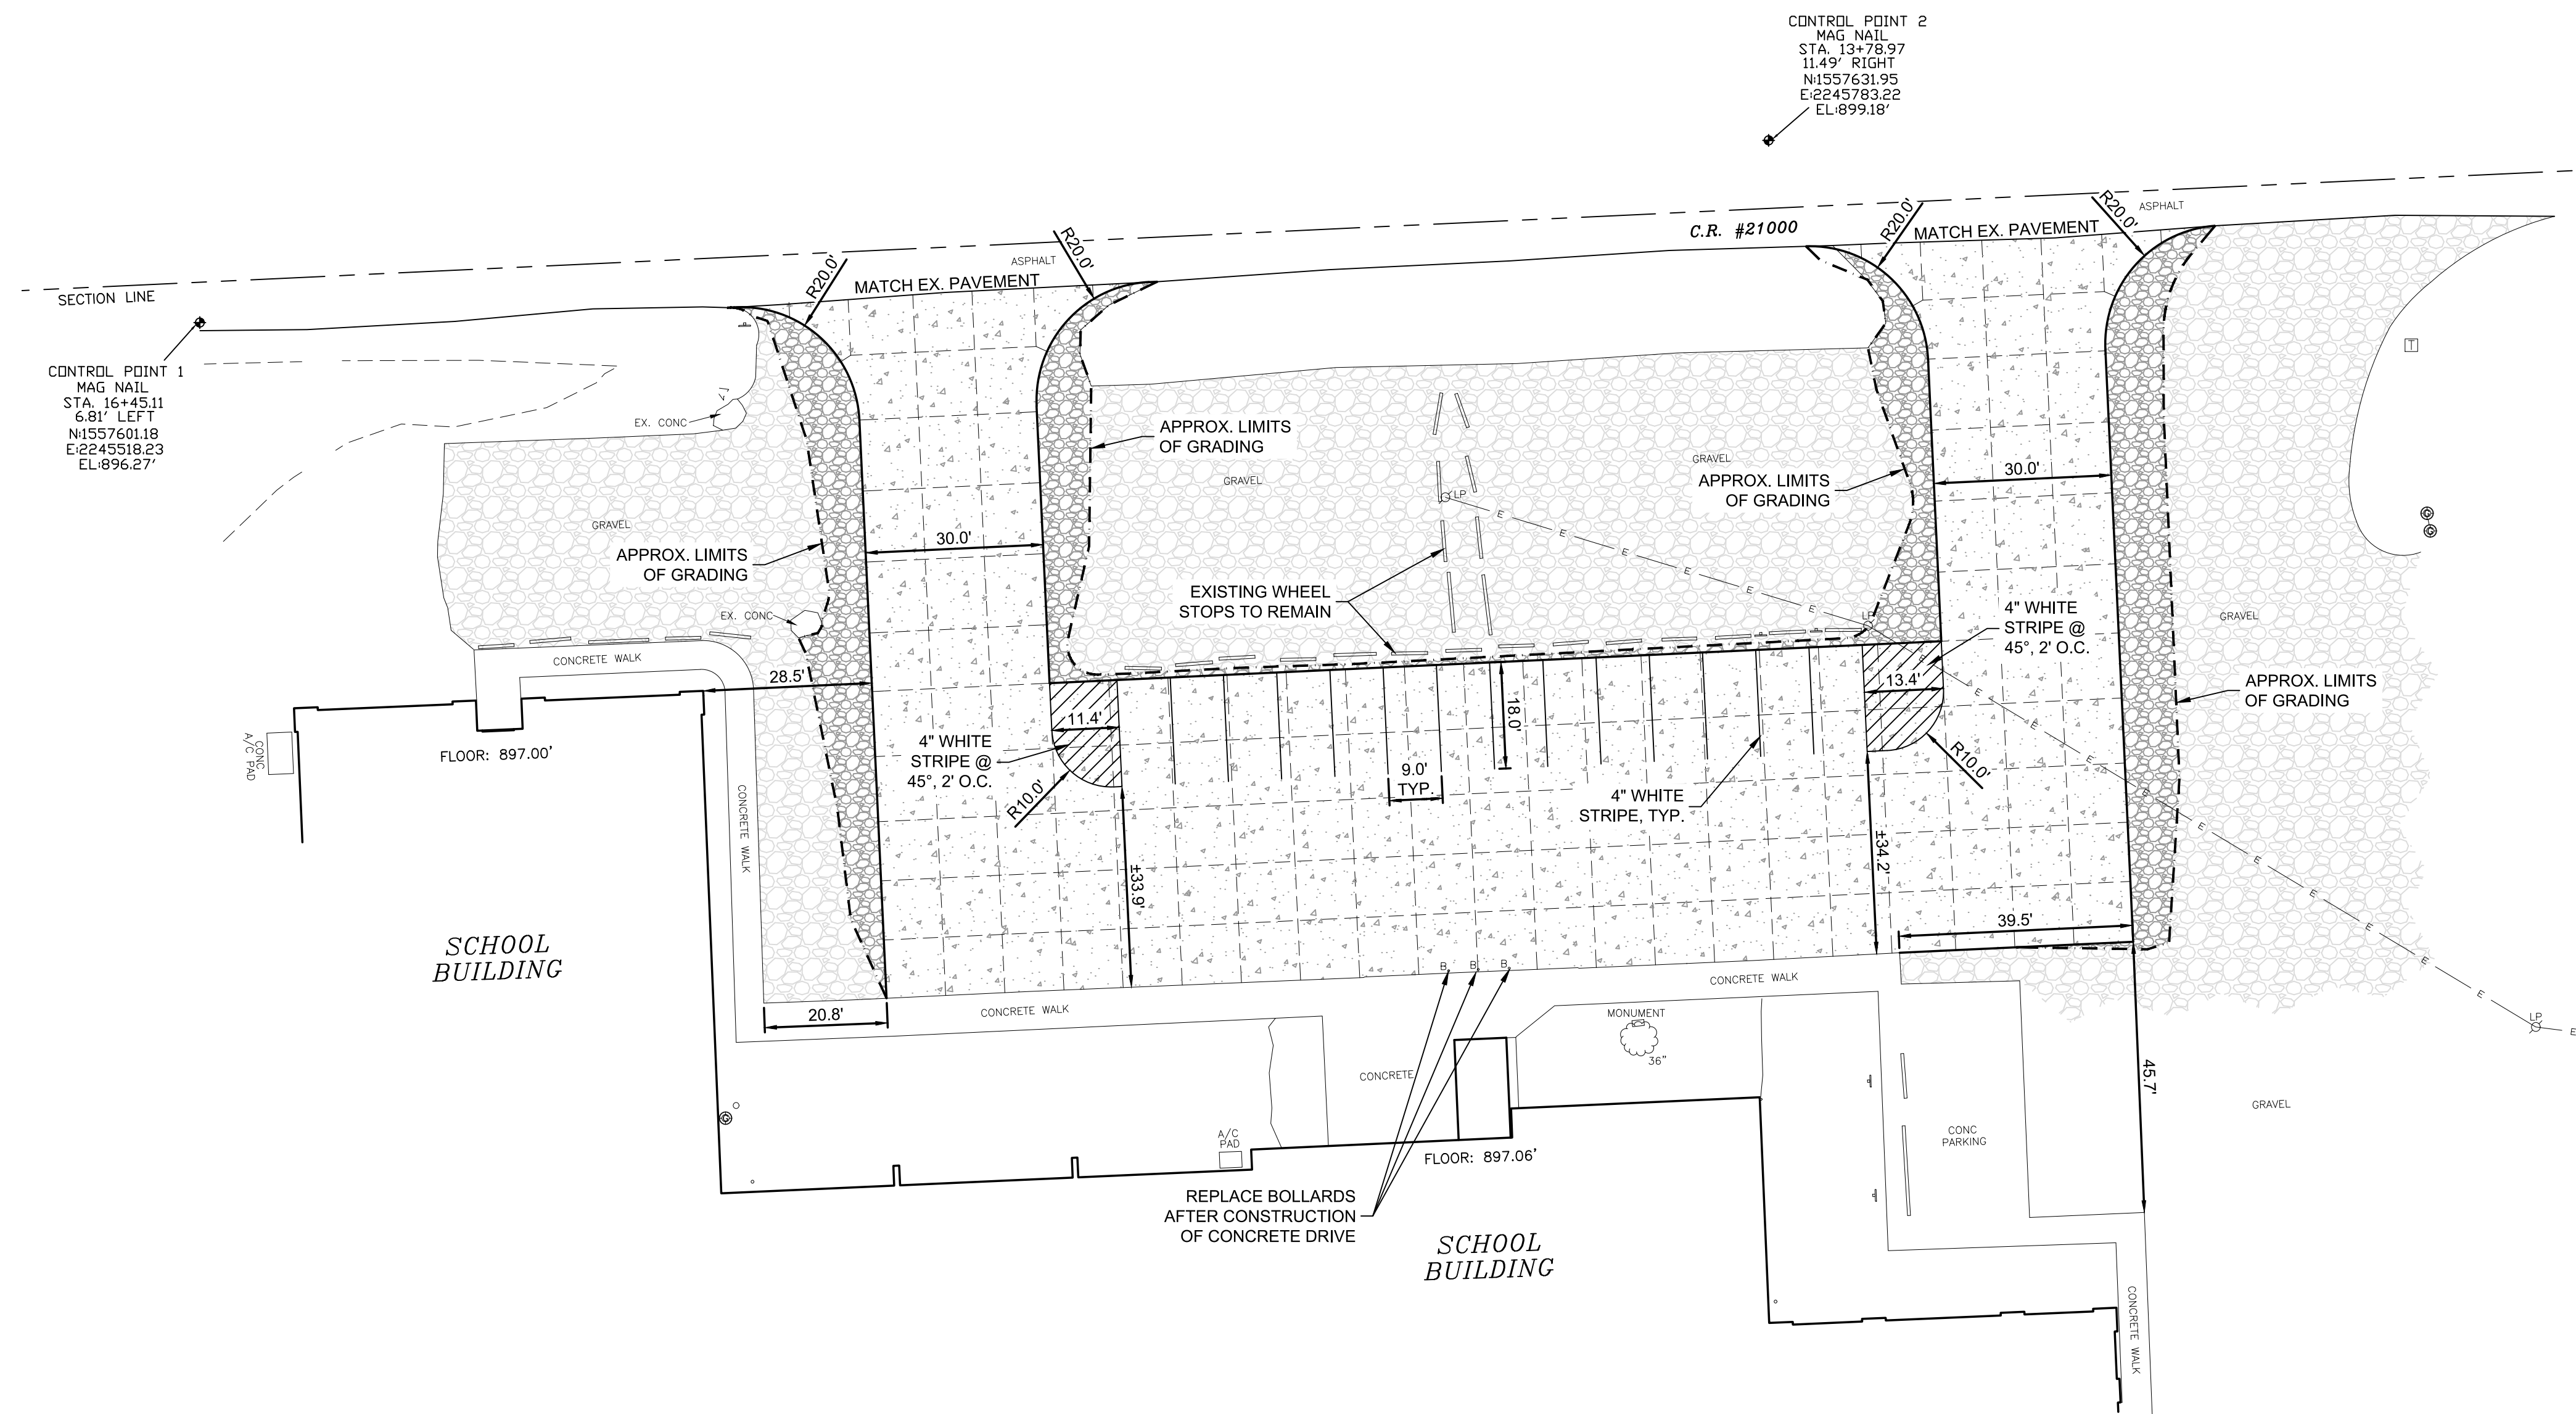 CONTROL POINT 2
MAG NAIL
STA. 13+78.97
11.49' RIGHT
N:1557631.95
E:2245783.22
EL:899.18'
SECTION LINE
CONTROL POINT 1
MAG NAIL
STA. 16+45.11
6.81' LEFT
N:1557601.18
E:2245518.23
EL:896.27'
R20.0'
MATCH EX. PAVEMENT
ASPHALT
R20.0'
C.R. #21000
R20.0'
MATCH EX. PAVEMENT
R20.0'
ASPHALT
T
EX. CONC
APPROX. LIMITS
OF GRADING
GRAVEL
GRAVEL
APPROX. LIMITS
OF GRADING
30.0'
LP
E
E
E
E
E
E
GRAVEL
APPROX. LIMITS
OF GRADING
30.0'
EXISTING WHEEL
STOPS TO REMAIN
EX. CONC
LP
4" WHITE
STRIPE @
45°, 2' O.C.
GRAVEL
G
G
CONCRETE WALK
28.5'
APPROX. LIMITS
OF GRADING
13.4'
11.4'
18.0'
CONC
A/C PAD
FLOOR: 897.00'
4" WHITE
STRIPE @
45°, 2' O.C.
R10.0'
9.0'
TYP.
4" WHITE
STRIPE, TYP.
R10.0'
CONCRETE WALK
±33.9'
±34.2'
E
E
E
E
E
E
E
E
E
39.5'
SCHOOL
BUILDING
B
B
B
CONCRETE WALK
20.8'
CONCRETE WALK
MONUMENT
36"
LP
E
CONCRETE
45.7'
GRAVEL
G
A/C
PAD
CONC
PARKING
FLOOR: 897.06'
REPLACE BOLLARDS
AFTER CONSTRUCTION
OF CONCRETE DRIVE
SCHOOL
BUILDING
CONCRETE WALK